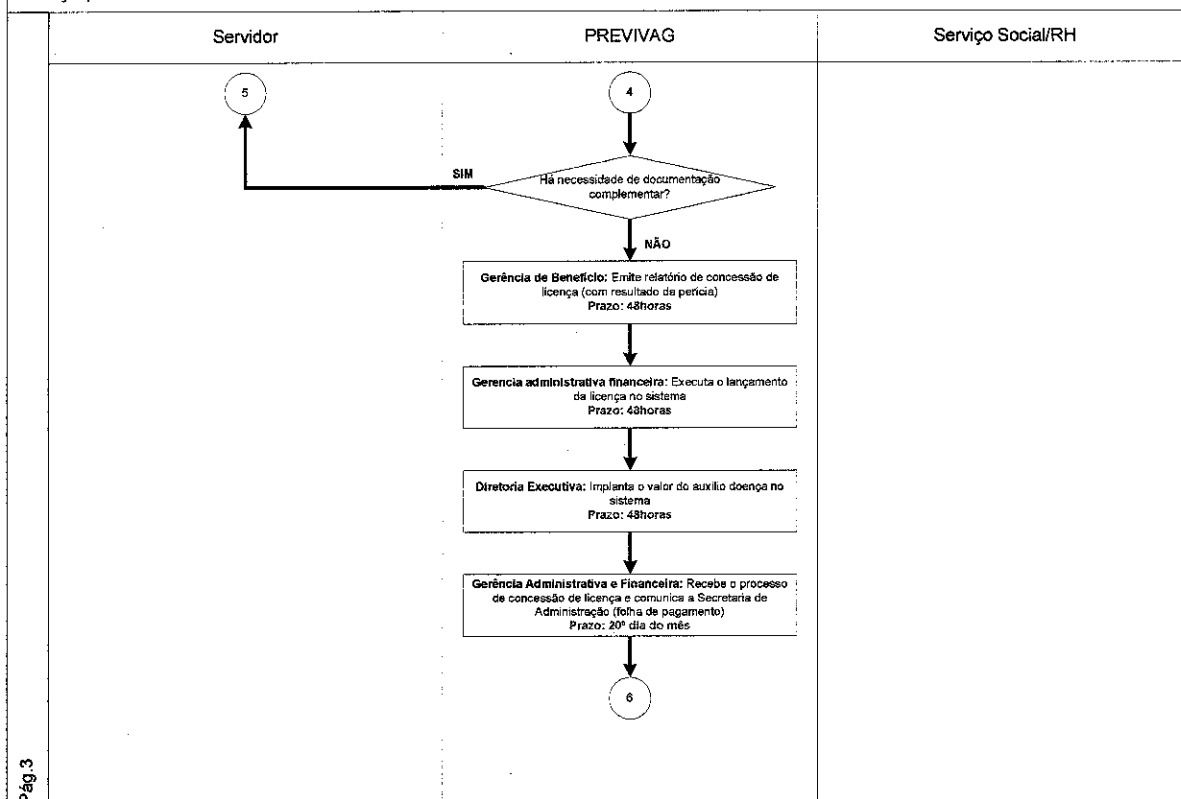 Servidor
PREVIVAG
Serviço Social/RH
5
4
SIM
Há necessidade de documentação
complementar?
NÃO
Gerência de Benefício: Emite relatório de concessão de
licença (com resultado da perícia)
Prazo: 48horas
Gerencia administrativa financeira: Executa o lançamento
da licença no sistema
Prazo: 48horas
Diretoria Executiva: Implanta o valor do auxilio doença no
sistema
Prazo: 48horas
Gerência Administrativa e Financeira: Recebe o processo
de concessão de licença e comunica a Secretaria de
Administração (folha de pagamento)
Prazo: 20º dia do mês
6
Pág.3